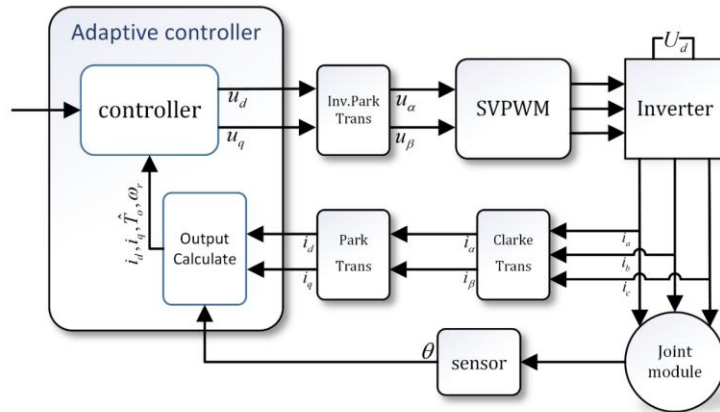 Adaptive controller
controller
u_d
u_q
Inv.Park
Trans
u_α
u_β
SVPWM
U_d
Inverter
i_d, i_q, T̂_o, ω_r
Output
Calculate
i_d
i_q
Park
Trans
i_α
i_β
Clarke
Trans
i_a
i_b
i_c
θ
sensor
Joint
module